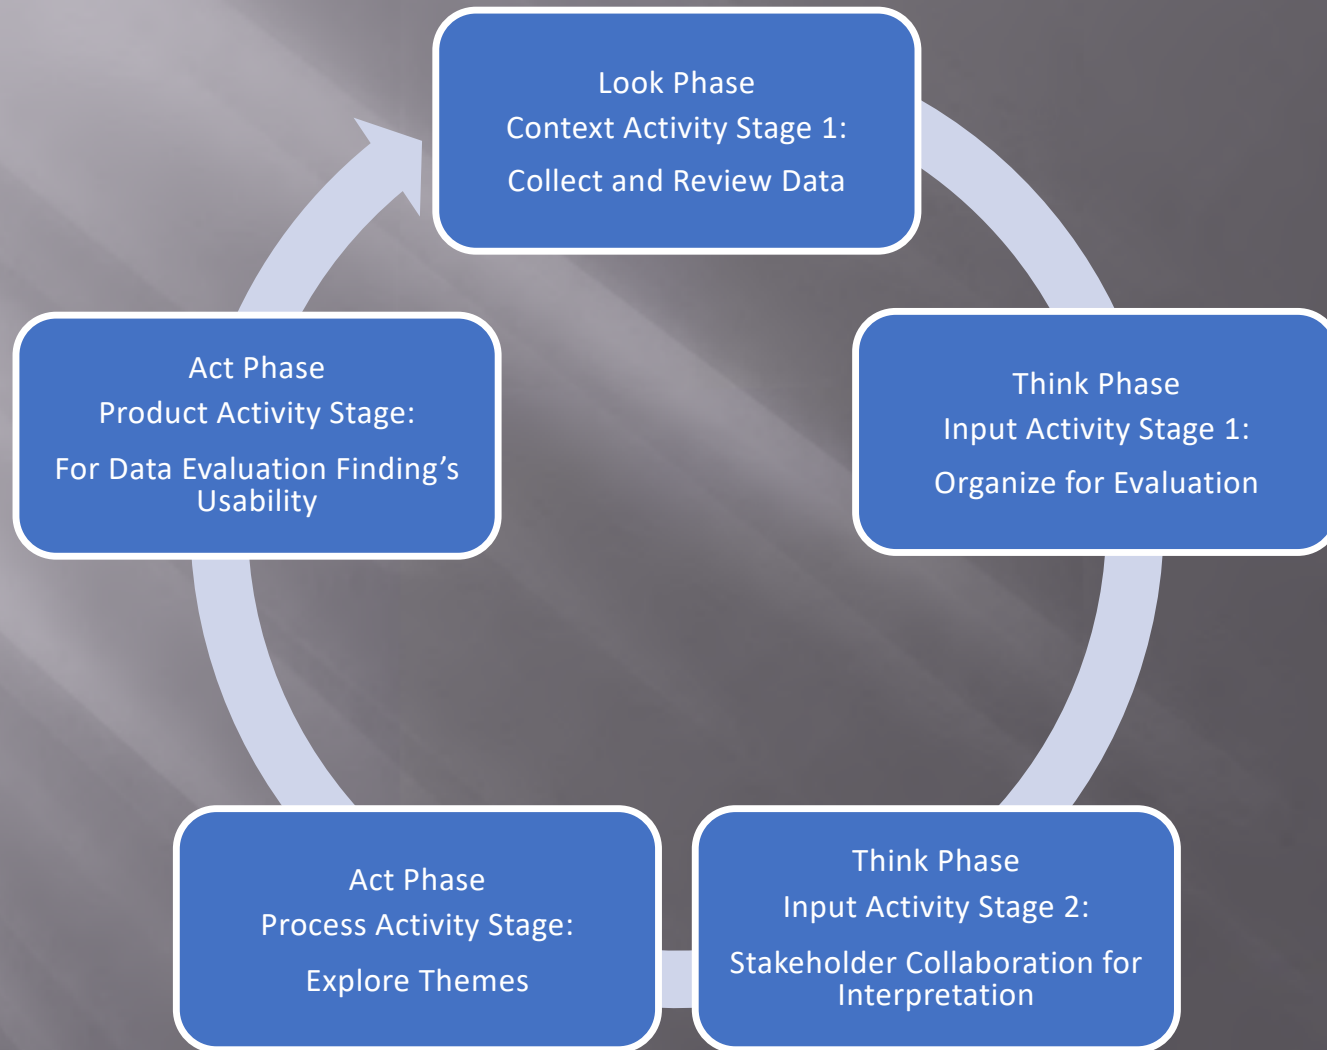 Look Phase
Context Activity Stage 1:
Collect and Review Data
Think Phase
Input Activity Stage 1:
Organize for Evaluation
Think Phase
Input Activity Stage 2:
Stakeholder Collaboration for
Interpretation
Act Phase
Process Activity Stage:
Explore Themes
Act Phase
Product Activity Stage:
For Data Evaluation Finding’s
Usability